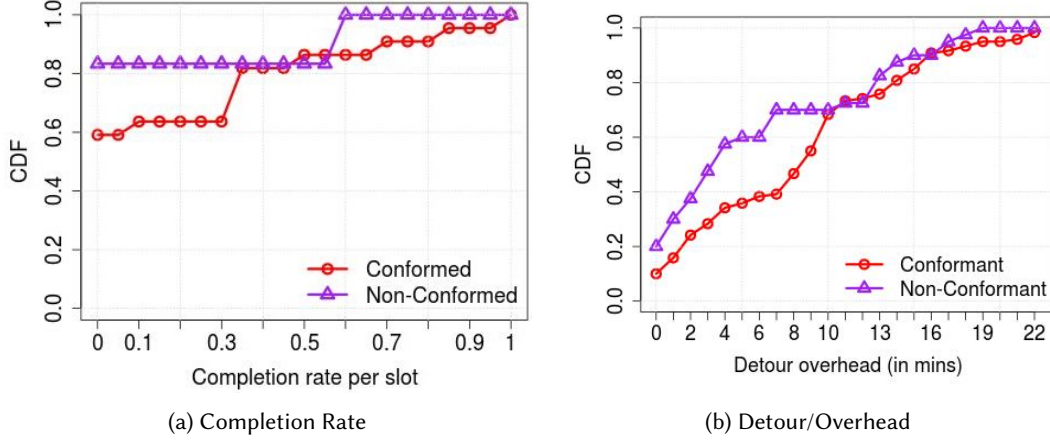 CDF
0.0 0.2 0.4 0.6 0.8 1.0
Conformed
Non-Conformed
0 0.1 0.3 0.5 0.7 0.9 1
Completion rate per slot
(a) Completion Rate
CDF
0.0 0.2 0.4 0.6 0.8 1.0
Conformant
Non-Conformant
0 2 4 6 8 10 13 16 19 22
Detour overhead (in mins)
(b) Detour/Overhead